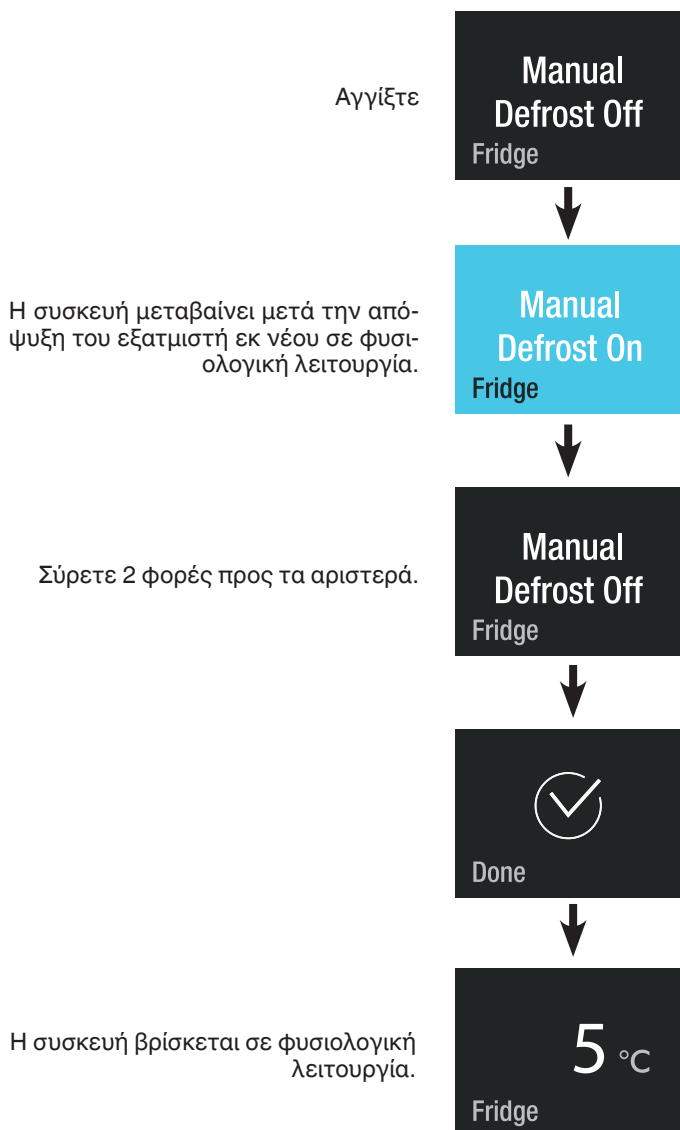 Αγγίξτε
Manual
Defrost Off
Fridge
Η συσκευή μεταβαίνει μετά την από-
ψυξη του εξατμιστή εκ νέου σε φυσι-
ολογική λειτουργία.
Manual
Defrost On
Fridge
Σύρετε 2 φορές προς τα αριστερά.
Manual
Defrost Off
Fridge
Done
Η συσκευή βρίσκεται σε φυσιολογική
λειτουργία.
5 °C
Fridge